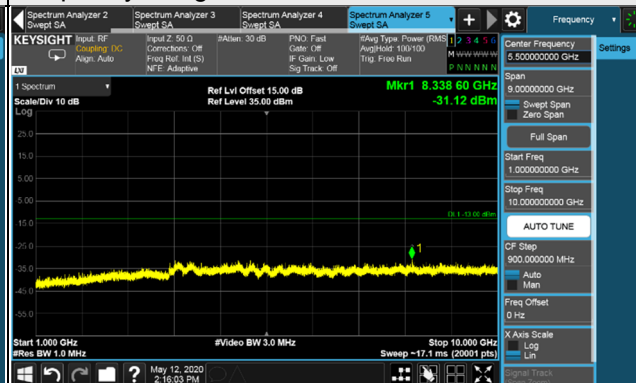 Spectrum Analyzer 2
Swept SA
Spectrum Analyzer 3
Swept SA
Spectrum Analyzer 4
Swept SA
Spectrum Analyzer 5
Swept SA
Frequency
KEYSIGHT
Input: RF
Coupling: DC
Align: Auto
LXI
Input Z: 50 Ω
Corrections: Off
Freq Ref: Int (S)
NFE: Adaptive
#Atten: 30 dB
PNO: Fast
Gate: Off
IF Gain: Low
Sig Track: Off
#Avg Type: Power (RMS
Avg|Hold: 100/100
Trig: Free Run
1 2 3 4 5 6
M W W W W W
P N N N N N
Settings
Center Frequency
5.500000000 GHz
Span
9.00000000 GHz
Swept Span
Zero Span
Full Span
Start Freq
1.000000000 GHz
Stop Freq
10.000000000 GHz
AUTO TUNE
CF Step
900.000000 MHz
Auto
Man
Freq Offset
0 Hz
X Axis Scale
Log
Lin
Signal Track
1 Spectrum
Scale/Div 10 dB
Log
Ref Lvl Offset 15.00 dB
Ref Level 35.00 dBm
Mkr1 8.338 60 GHz
-31.12 dBm
25.0
15.0
5.00
-5.00
-15.0
-25.0
-35.0
-45.0
-55.0
DL1 -13.00 dBm
1
Start 1.000 GHz
#Res BW 1.0 MHz
#Video BW 3.0 MHz
Stop 10.000 GHz
Sweep ~17.1 ms (20001 pts)
May 12, 2020
2:16:03 PM